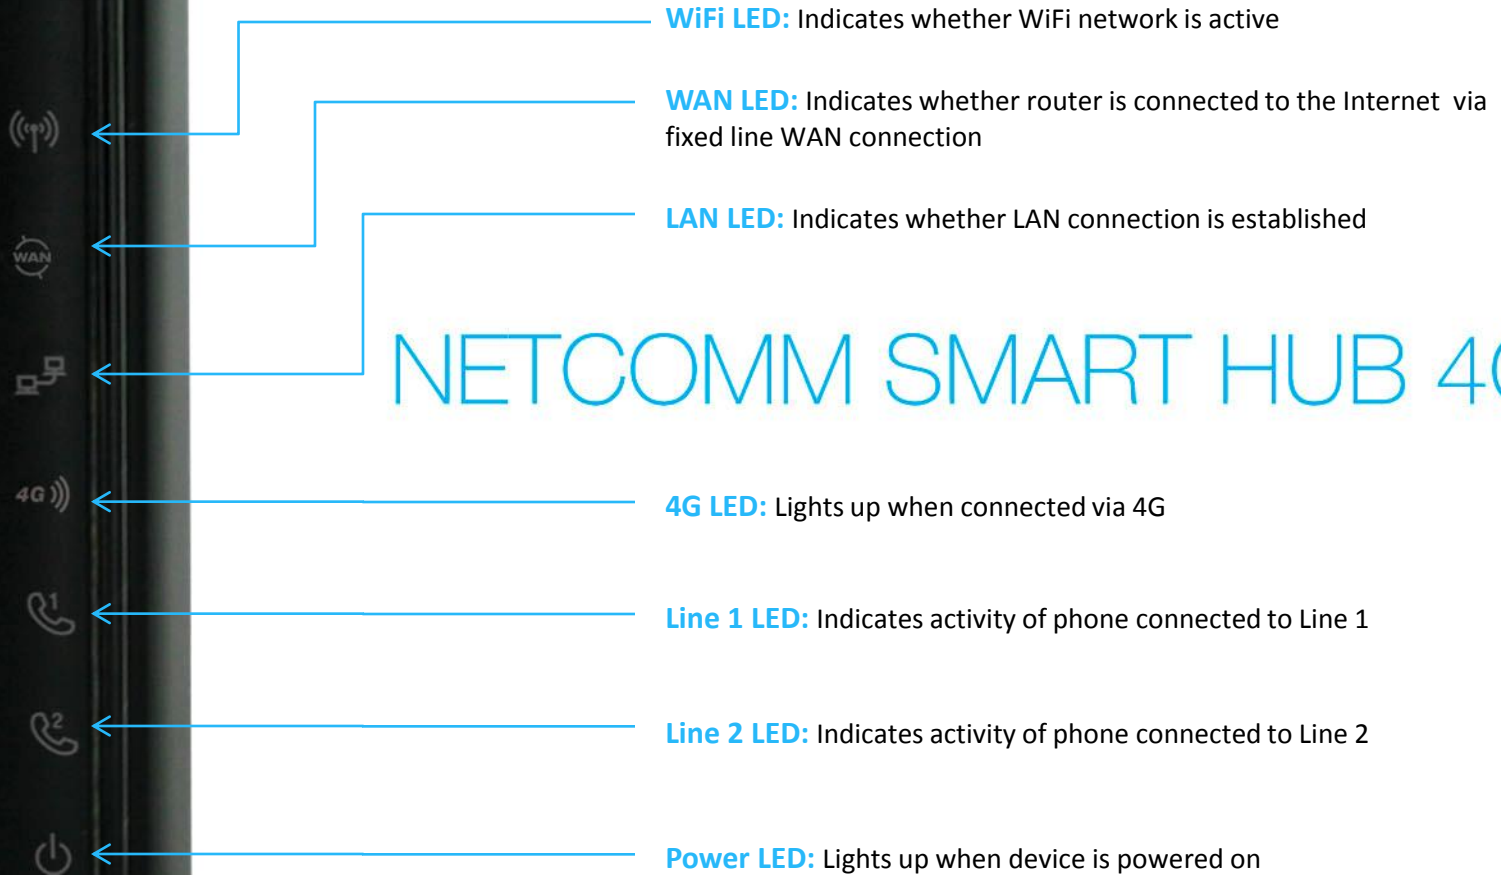 WiFi LED: Indicates whether WiFi network is active
WAN LED: Indicates whether router is connected to the Internet via
fixed line WAN connection
LAN LED: Indicates whether LAN connection is established
WAN
NETCOMM SMART HUB 4G
4G
4G LED: Lights up when connected via 4G
1
Line 1 LED: Indicates activity of phone connected to Line 1
2
Line 2 LED: Indicates activity of phone connected to Line 2
Power LED: Lights up when device is powered on